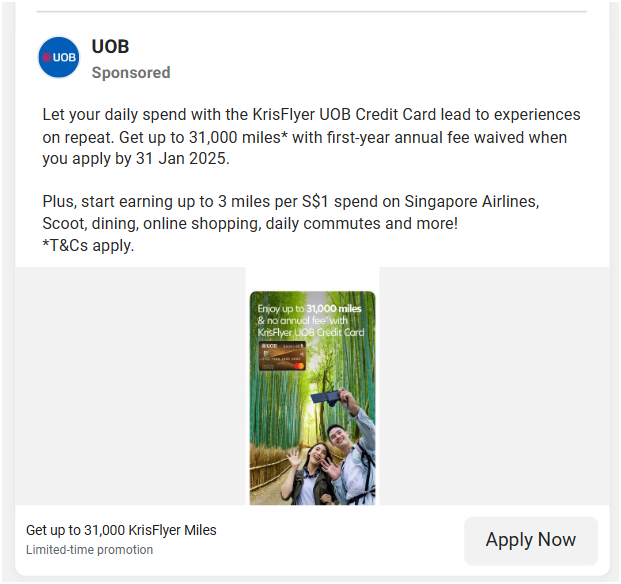 UOB
UOB
Sponsored
Let your daily spend with the KrisFlyer UOB Credit Card lead to experiences
on repeat. Get up to 31,000 miles* with first-year annual fee waived when
you apply by 31 Jan 2025.
Plus, start earning up to 3 miles per S$1 spend on Singapore Airlines,
Scoot, dining, online shopping, daily commutes and more!
*T&Cs apply.
Enjoy up to 31,000 miles
& no annual fee* with
KrisFlyer UOB Credit Card
UOB
Get up to 31,000 KrisFlyer Miles
Limited-time promotion
Apply Now